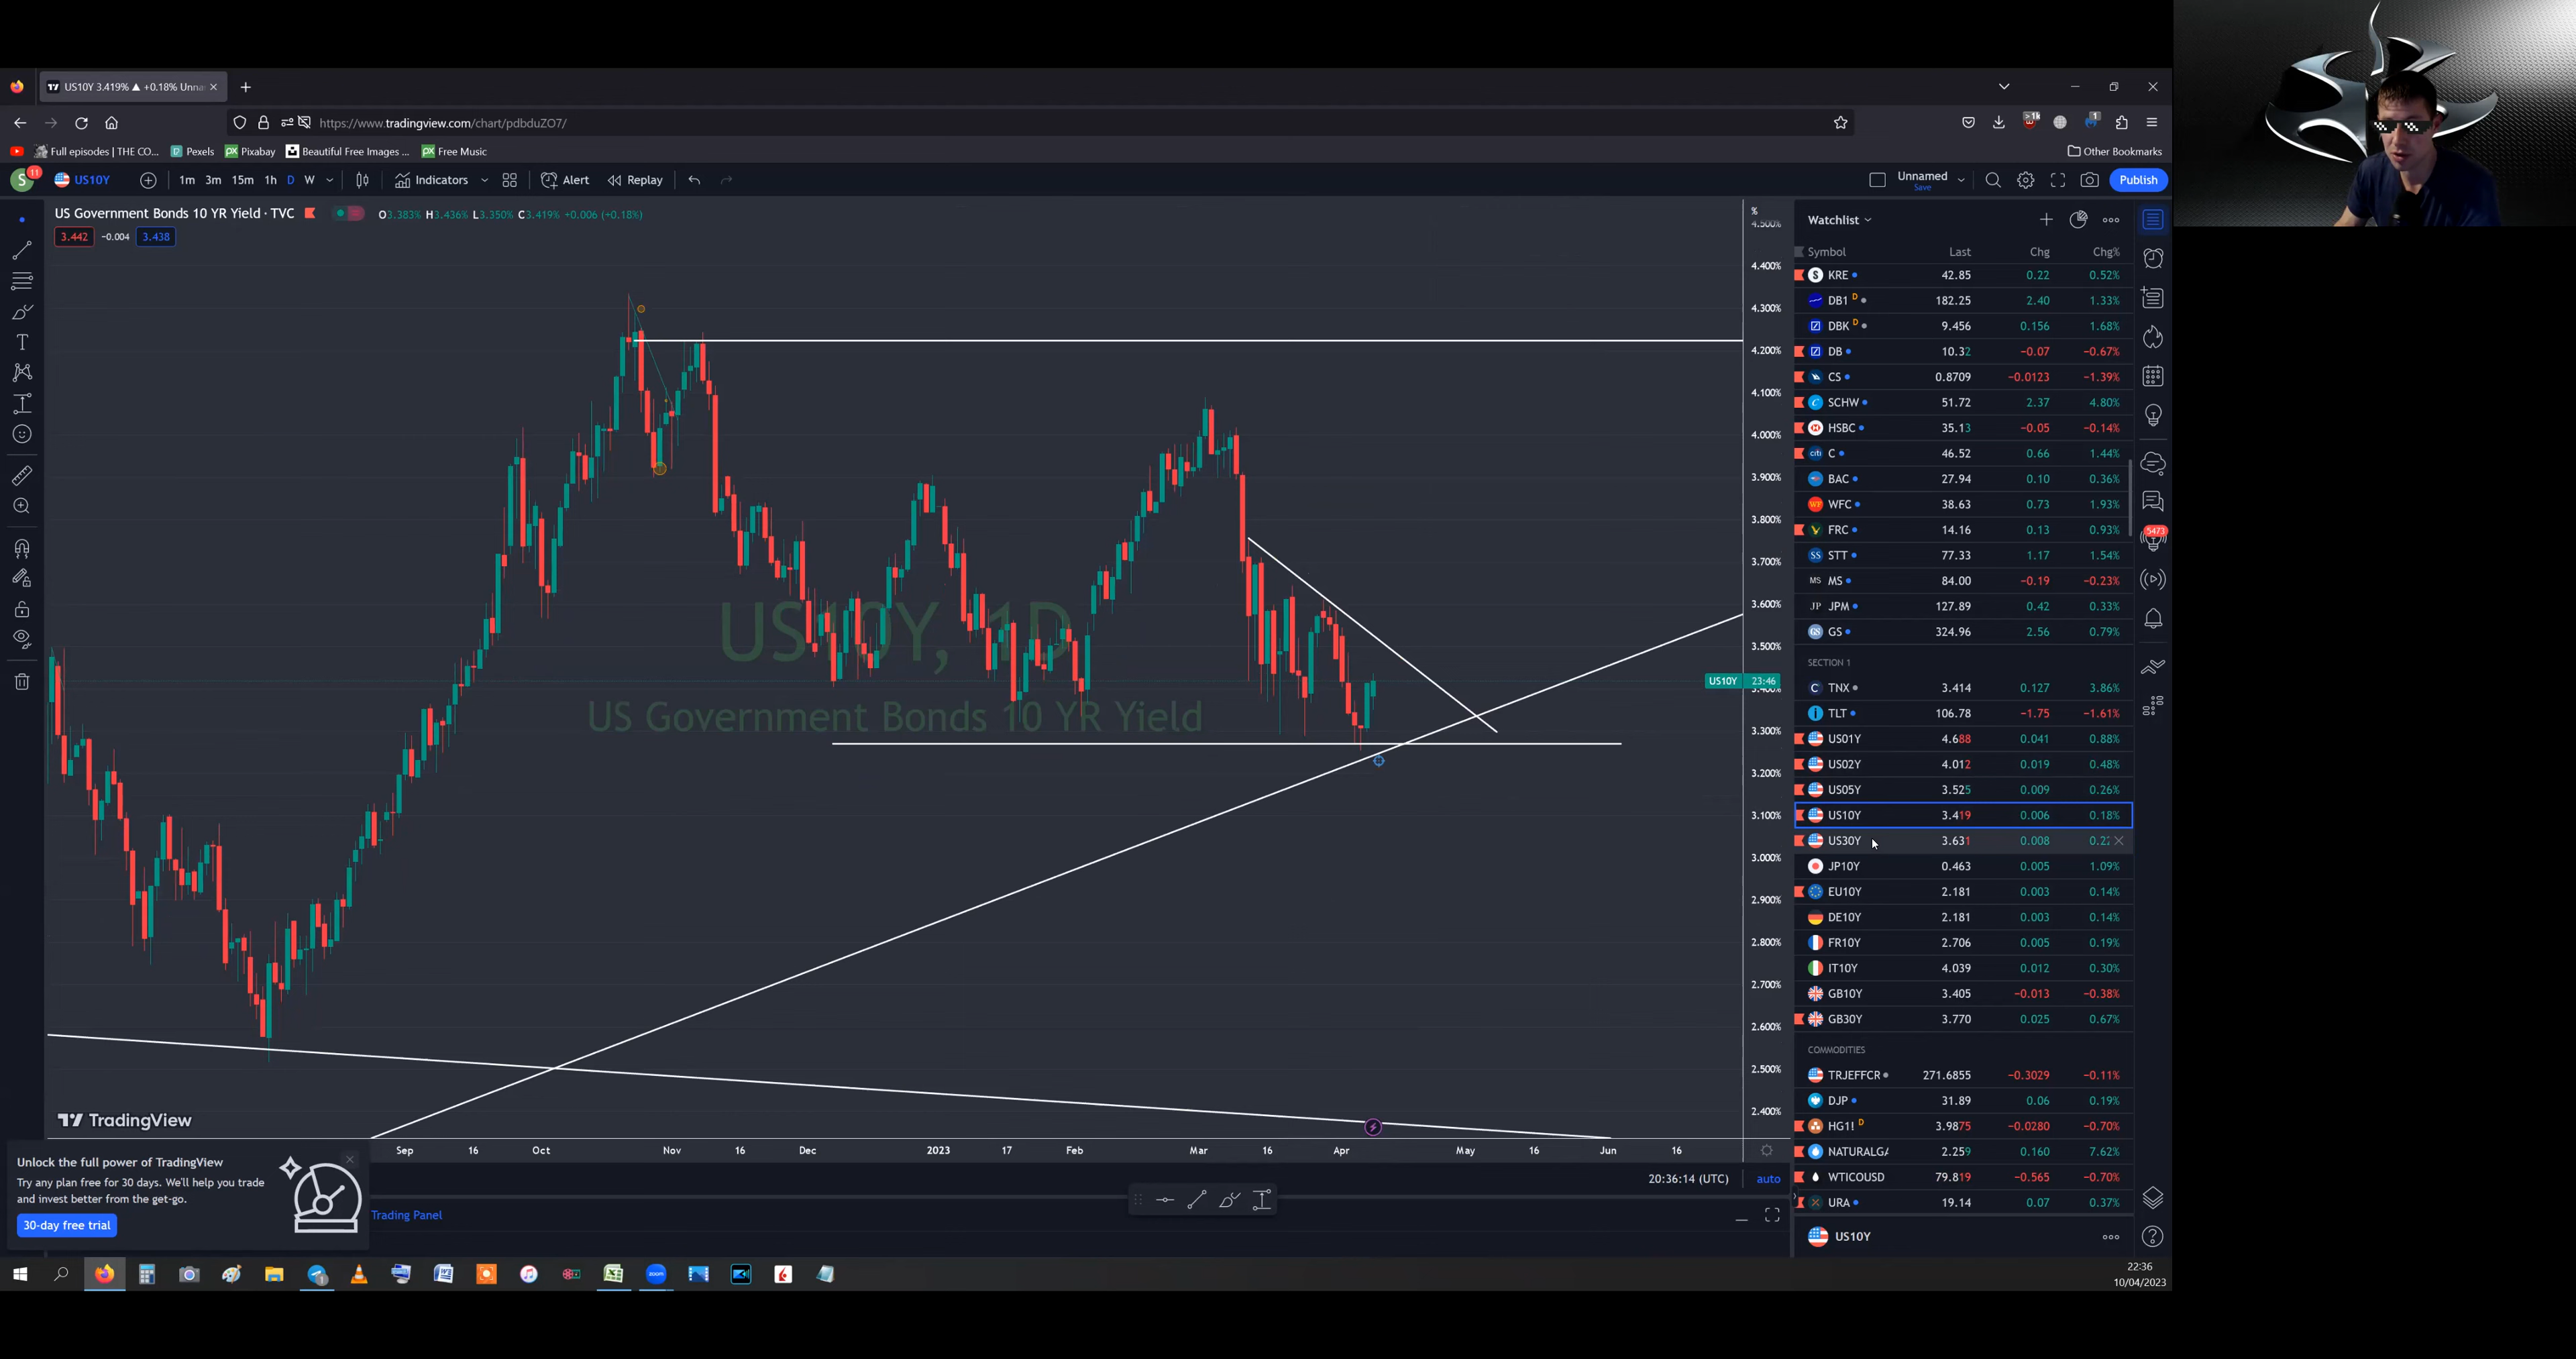 US10Y 3.419% ▲ +0.18% Unna
https://www.tradingview.com/chart/pdbduZO7/
>1k
1
Full episodes | THE CO... Pexels Pixabay Beautiful Free Images ... Free Music
Other Bookmarks
S 11 US10Y 1m 3m 15m 1h D W Indicators Alert Replay
Unnamed
Save
Publish
US Government Bonds 10 YR Yield · TVC O3.383% H3.436% L3.350% C3.419% +0.006 (+0.18%)
3.442 −0.004 3.438
US10Y, 1D
US Government Bonds 10 YR Yield
%
4.500%
4.400%
4.300%
4.200%
4.100%
4.000%
3.900%
3.800%
3.700%
3.600%
3.500%
US10Y 23:46
3.400%
3.300%
3.200%
3.100%
3.000%
2.900%
2.800%
2.700%
2.600%
2.500%
2.400%
TradingView
Sep 16 Oct Nov 16 Dec 2023 17 Feb Mar 16 Apr May 16 Jun 16
20:36:14 (UTC) auto
Unlock the full power of TradingView
Try any plan free for 30 days. We'll help you trade
and invest better from the get-go.
30-day free trial
Trading Panel
Watchlist
Symbol Last Chg Chg%
KRE 42.85 0.22 0.52%
DB1 D 182.25 2.40 1.33%
DBK D 9.456 0.156 1.68%
DB 10.32 −0.07 −0.67%
CS 0.8709 −0.0123 −1.39%
SCHW 51.72 2.37 4.80%
HSBC 35.13 −0.05 −0.14%
citi C 46.52 0.66 1.44%
BAC 27.94 0.10 0.36%
WF WFC 38.63 0.73 1.93%
FRC 14.16 0.13 0.93%
SS STT 77.33 1.17 1.54%
MS MS 84.00 −0.19 −0.23%
JP JPM 127.89 0.42 0.33%
GS GS 324.96 2.56 0.79%
SECTION 1
C TNX 3.414 0.127 3.86%
TLT 106.78 −1.75 −1.61%
US01Y 4.688 0.041 0.88%
US02Y 4.012 0.019 0.48%
US05Y 3.525 0.009 0.26%
US10Y 3.419 0.006 0.18%
US30Y 3.631 0.008 0.22
JP10Y 0.463 0.005 1.09%
EU10Y 2.181 0.003 0.14%
DE10Y 2.181 0.003 0.14%
FR10Y 2.706 0.005 0.19%
IT10Y 4.039 0.012 0.30%
GB10Y 3.405 −0.013 −0.38%
GB30Y 3.770 0.025 0.67%
COMMODITIES
TRJEFFCR 271.6855 −0.3029 −0.11%
DJP 31.89 0.06 0.19%
HG1! D 3.9875 −0.0280 −0.70%
NATURALGA 2.259 0.160 7.62%
WTICOUSD 79.819 −0.565 −0.70%
URA 19.14 0.07 0.37%
US10Y
5473
zoom
22:36
10/04/2023